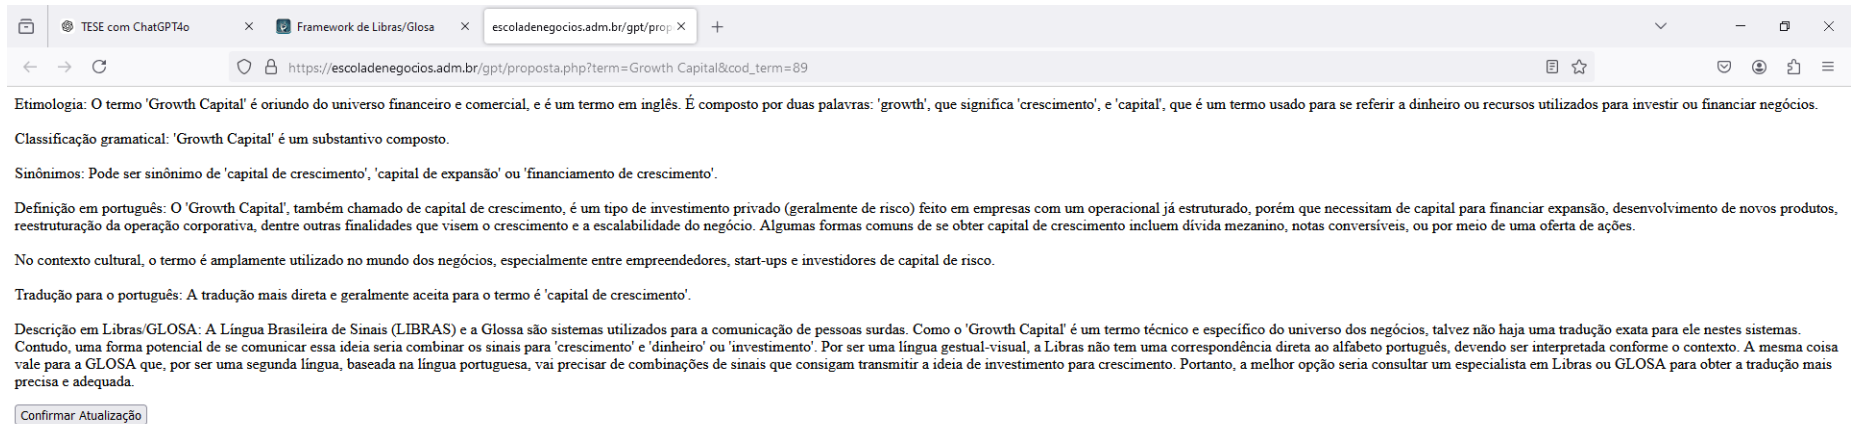 TESE com ChatGPT4o
Framework de Libras/Glosa
escoladenegocios.adm.br/gpt/prop
https://escoladenegocios.adm.br/gpt/proposta.php?term=Growth Capital&cod_term=89
Etimologia: O termo 'Growth Capital' é oriundo do universo financeiro e comercial, e é um termo em inglês. É composto por duas palavras: 'growth', que significa 'crescimento', e 'capital', que é um termo usado para se referir a dinheiro ou recursos utilizados para investir ou financiar negócios.
Classificação gramatical: 'Growth Capital' é um substantivo composto.
Sinônimos: Pode ser sinônimo de 'capital de crescimento', 'capital de expansão' ou 'financiamento de crescimento'.
Definição em português: O 'Growth Capital', também chamado de capital de crescimento, é um tipo de investimento privado (geralmente de risco) feito em empresas com um operacional já estruturado, porém que necessitam de capital para financiar expansão, desenvolvimento de novos produtos,
reestruturação da operação corporativa, dentre outras finalidades que visem o crescimento e a escalabilidade do negócio. Algumas formas comuns de se obter capital de crescimento incluem dívida mezanino, notas conversíveis, ou por meio de uma oferta de ações.
No contexto cultural, o termo é amplamente utilizado no mundo dos negócios, especialmente entre empreendedores, start-ups e investidores de capital de risco.
Tradução para o português: A tradução mais direta e geralmente aceita para o termo é 'capital de crescimento'.
Descrição em Libras/GLOSA: A Língua Brasileira de Sinais (LIBRAS) e a Glossa são sistemas utilizados para a comunicação de pessoas surdas. Como o 'Growth Capital' é um termo técnico e específico do universo dos negócios, talvez não haja uma tradução exata para ele nestes sistemas.
Contudo, uma forma potencial de se comunicar essa ideia seria combinar os sinais para 'crescimento' e 'dinheiro' ou 'investimento'. Por ser uma língua gestual-visual, a Libras não tem uma correspondência direta ao alfabeto português, devendo ser interpretada conforme o contexto. A mesma coisa
vale para a GLOSA que, por ser uma segunda língua, baseada na língua portuguesa, vai precisar de combinações de sinais que consigam transmitir a ideia de investimento para crescimento. Portanto, a melhor opção seria consultar um especialista em Libras ou GLOSA para obter a tradução mais
precisa e adequada.
Confirmar Atualização